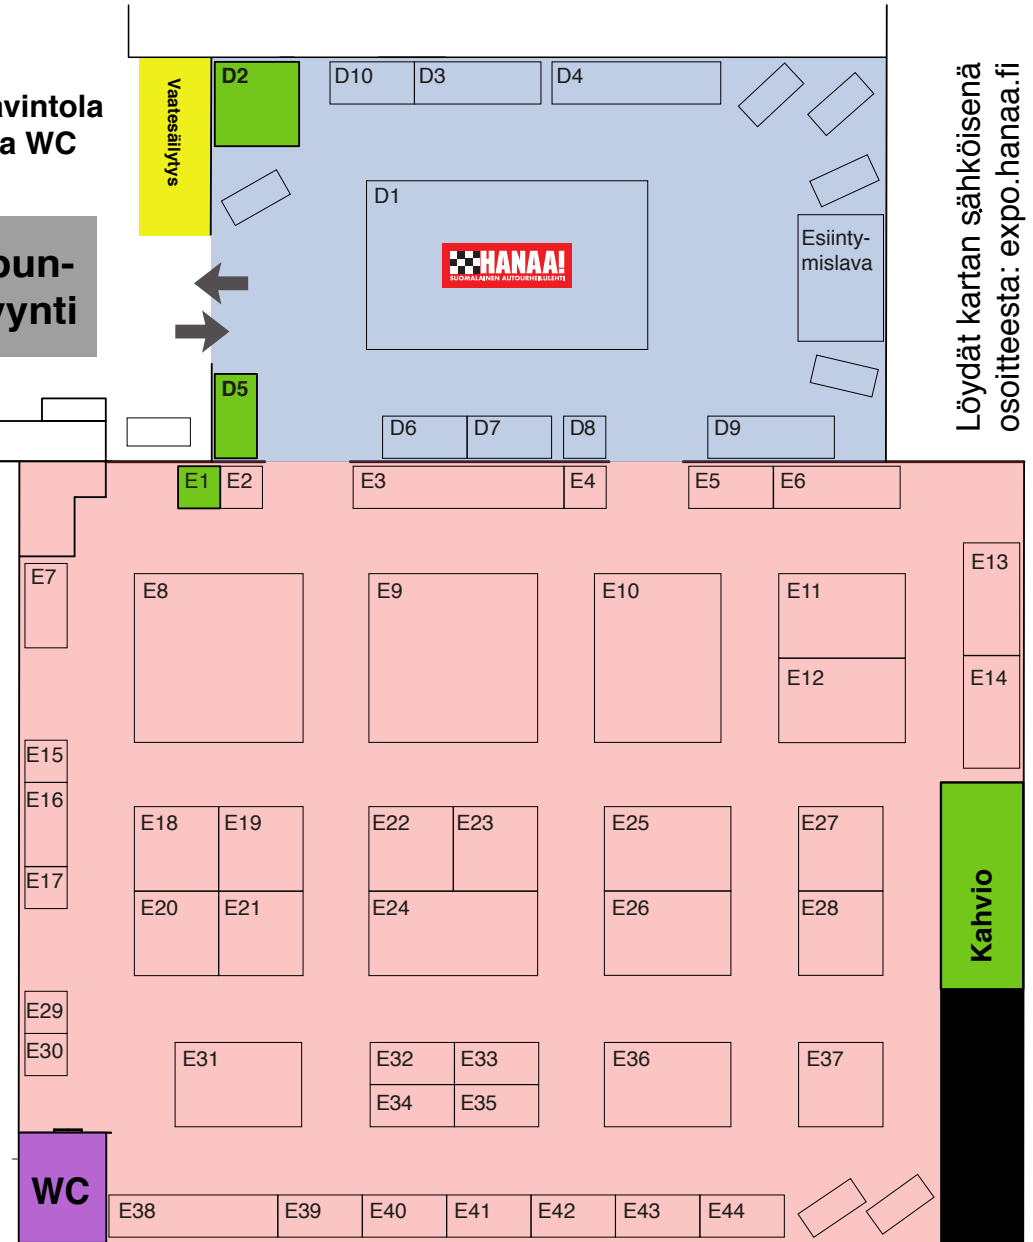 avintola
a WC
Vaatesäilytys
D2
D10
D3
D4
D1
HANAA!
SUOMALAINEN AUTOURHEILULEHTI
Esiinty-
mislava
Löydät kartan sähköisenä
osoitteesta: expo.hanaa.fi
pun-
yynti
D5
D6
D7
D8
D9
E1
E2
E3
E4
E5
E6
E7
E8
E9
E10
E11
E12
E13
E14
E15
E16
E17
E18
E19
E20
E21
E22
E23
E24
E25
E26
E27
E28
Kahvio
E29
E30
E31
E32
E33
E34
E35
E36
E37
WC
E38
E39
E40
E41
E42
E43
E44